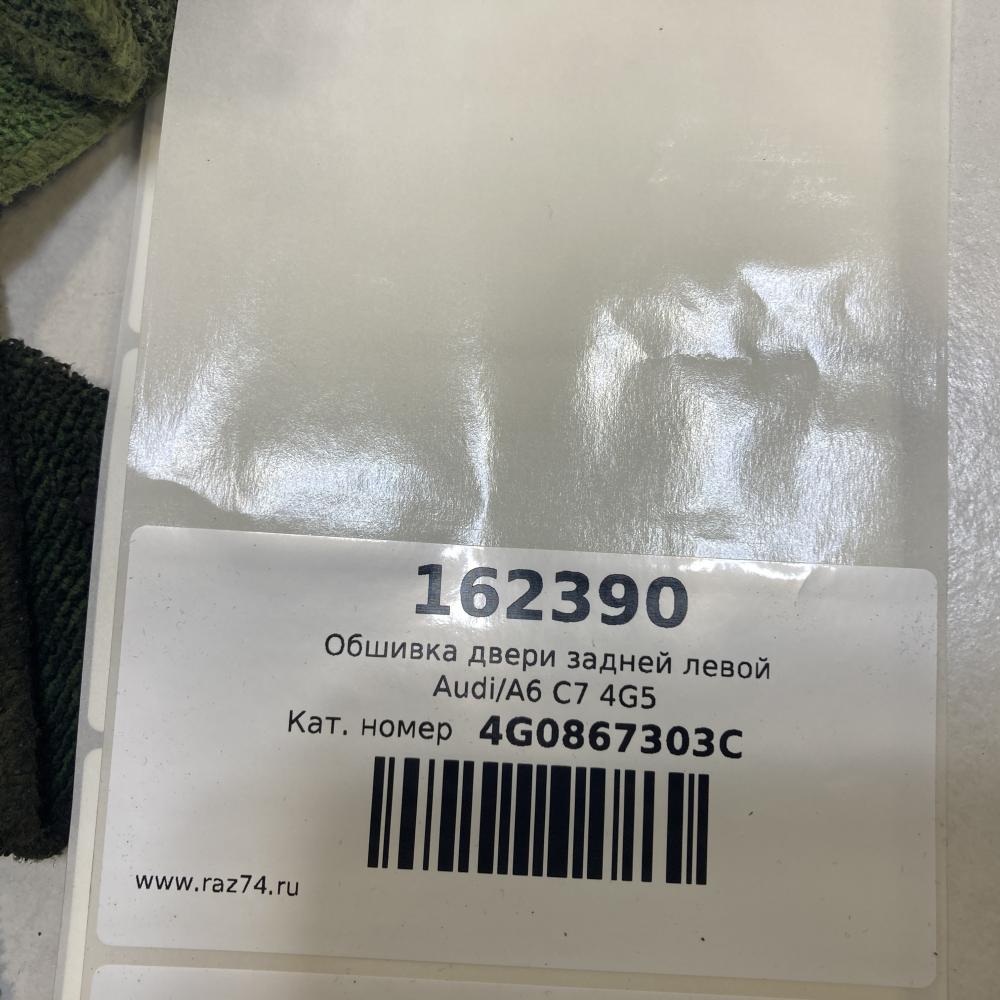 162390
Обшивка двери задней левой
Audi/A6 C7 4G5
Кат. номер 4G0867303C
www.raz74.ru